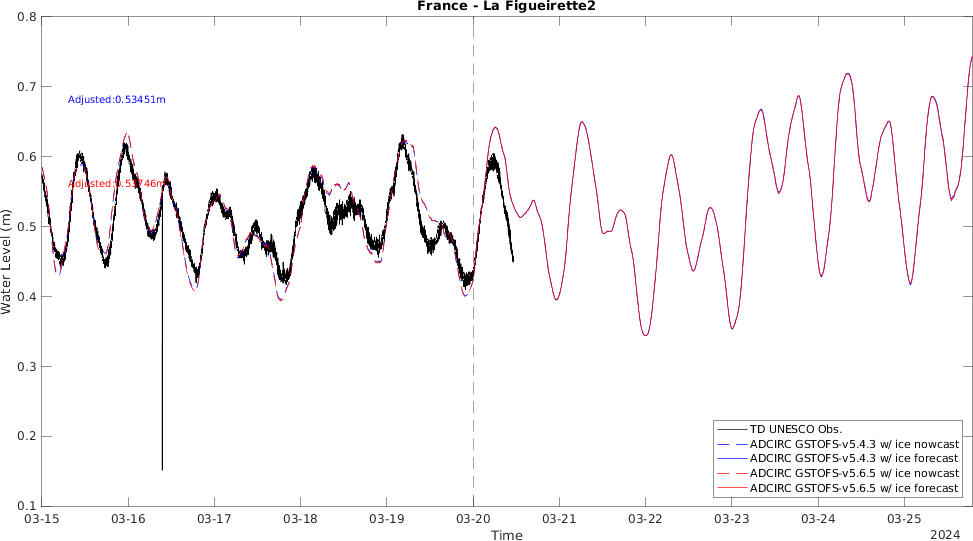 France - La Figueirette2
0.8
0.7
0.6
0.5
0.4
0.3
0.2
0.1
Water Level (m)
Adjusted:0.53451m
Adjusted:0.53746m
TD UNESCO Obs.
ADCIRC GSTOFS-v5.4.3 w/ ice nowcast
ADCIRC GSTOFS-v5.4.3 w/ ice forecast
ADCIRC GSTOFS-v5.6.5 w/ ice nowcast
ADCIRC GSTOFS-v5.6.5 w/ ice forecast
03-15 03-16 03-17 03-18 03-19 03-20 03-21 03-22 03-23 03-24 03-25
Time
2024